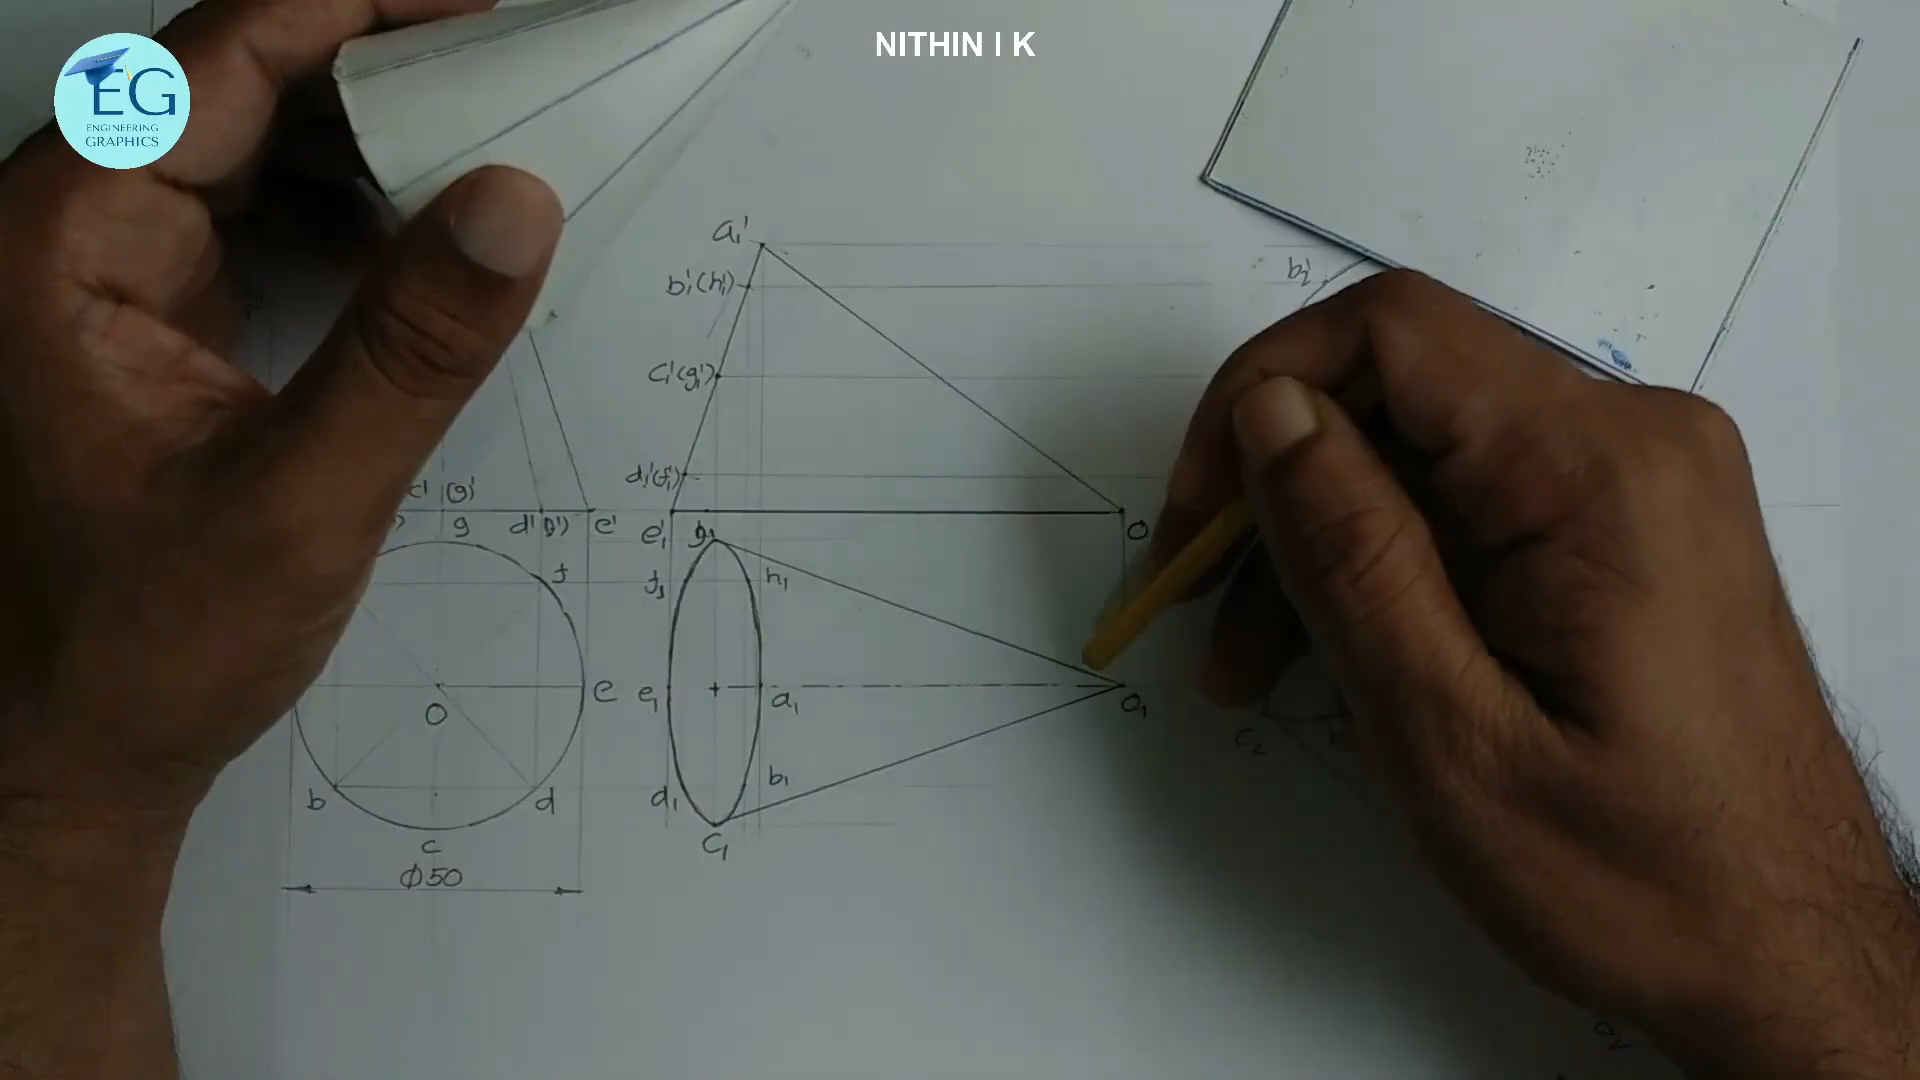 NITHIN I K
EG
ENGINEERING
GRAPHICS
a₁'
b₁'(h₁')
c₁'(g₁')
d₁'(f₁')
b₂'
c' (g')
g d' (f') e'
e₁' g₁ O
f f₁ h₁
e e₁ a₁ O₁
O
c₂
b d d₁ b₁
c c₁
Φ50